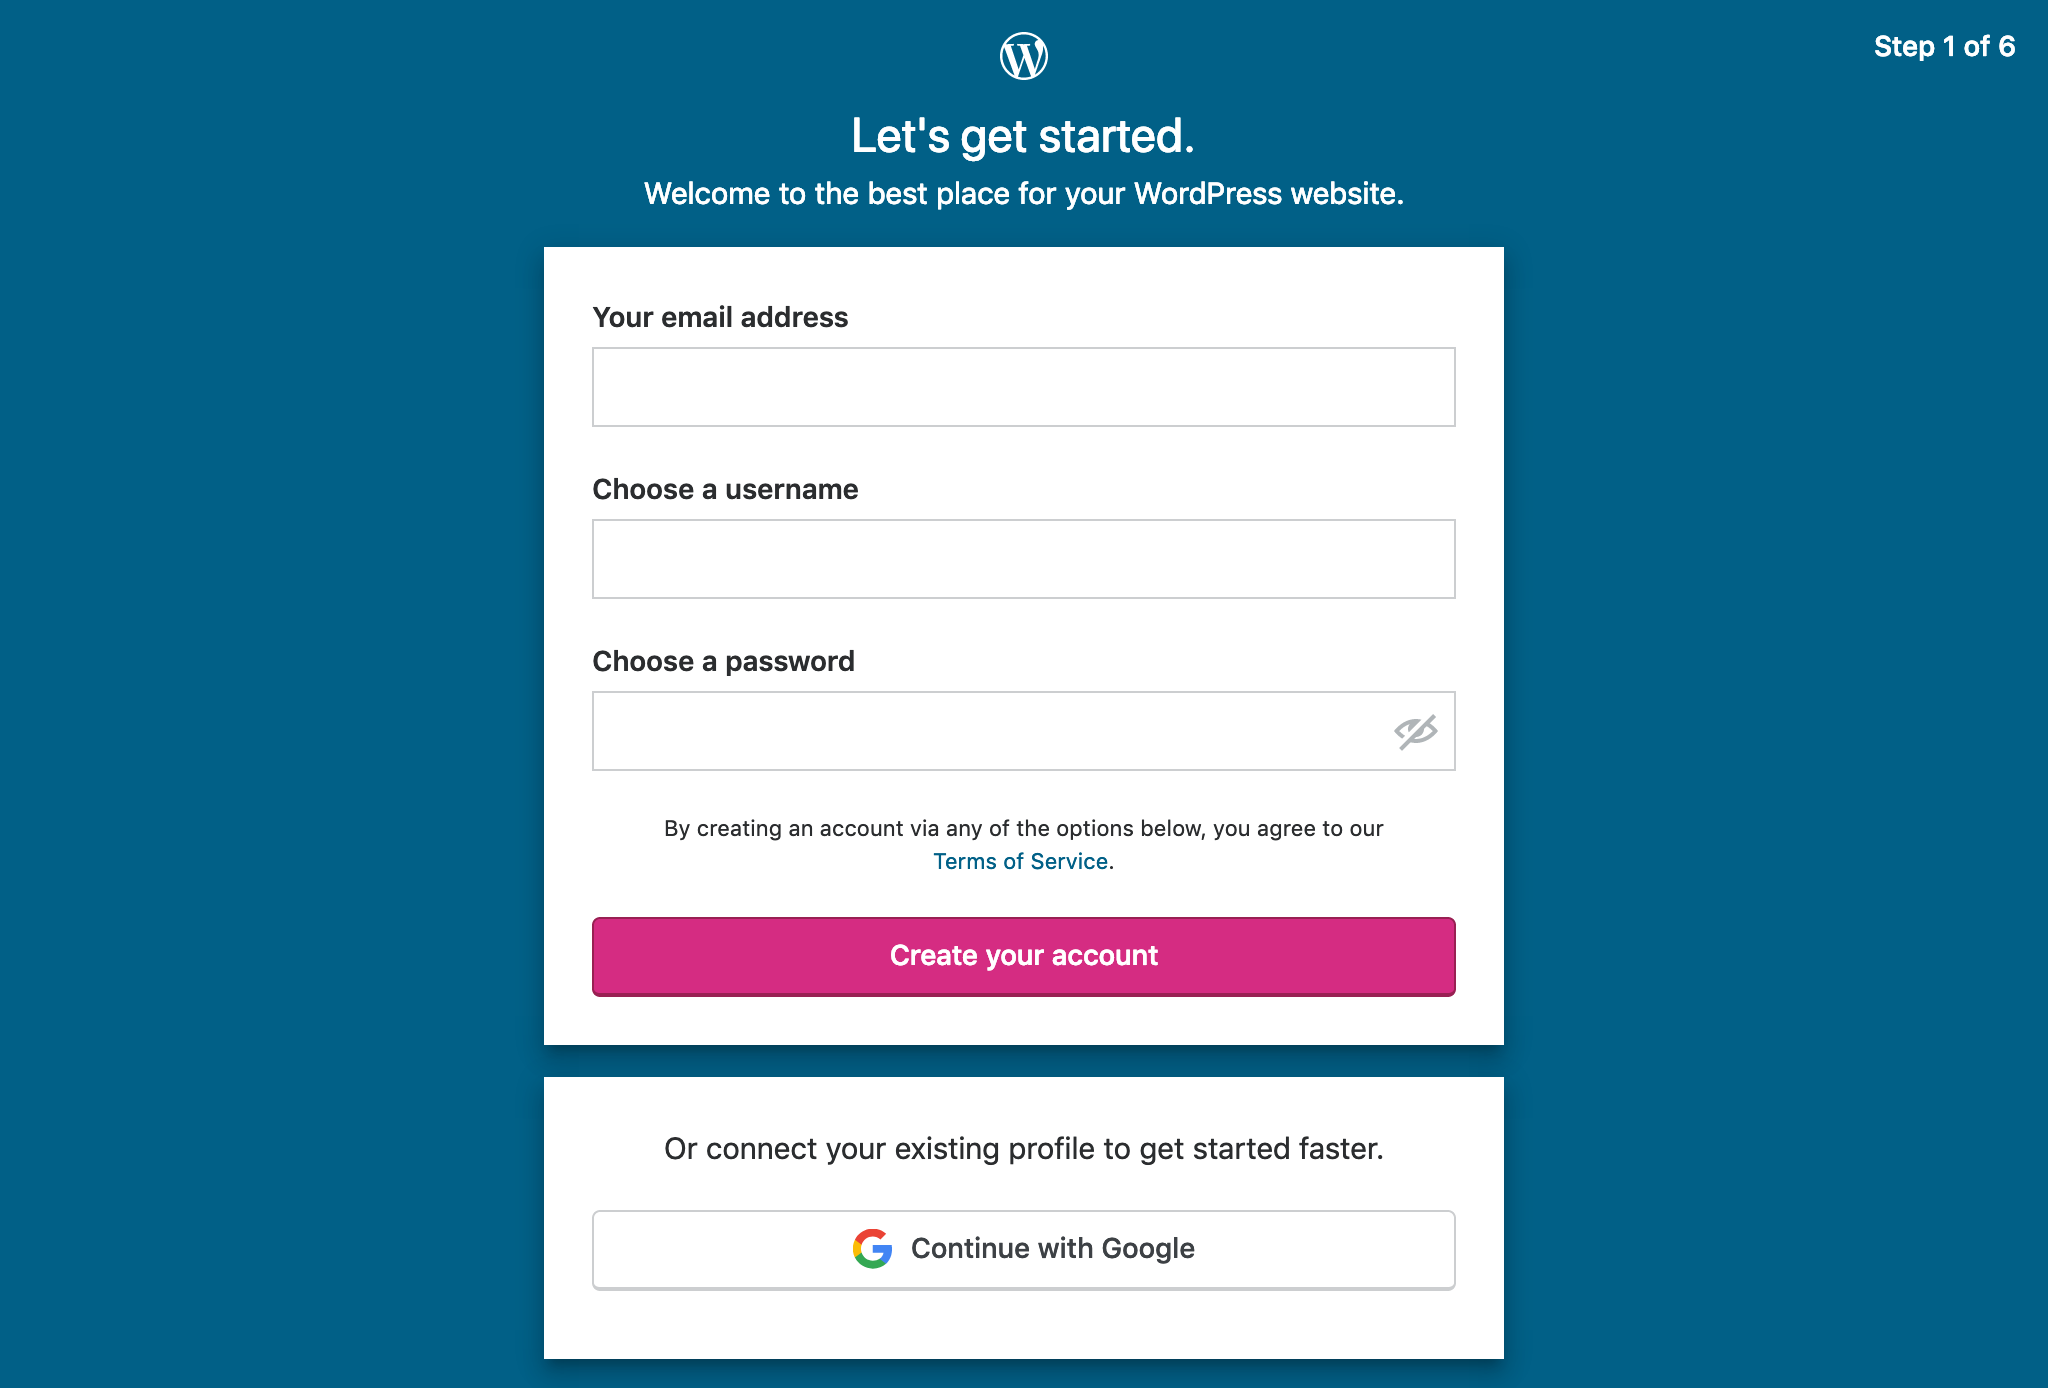 Step 1 of 6
Let's get started.
Welcome to the best place for your WordPress website.
Your email address
Choose a username
Choose a password
By creating an account via any of the options below, you agree to our
Terms of Service.
Create your account
Or connect your existing profile to get started faster.
Continue with Google